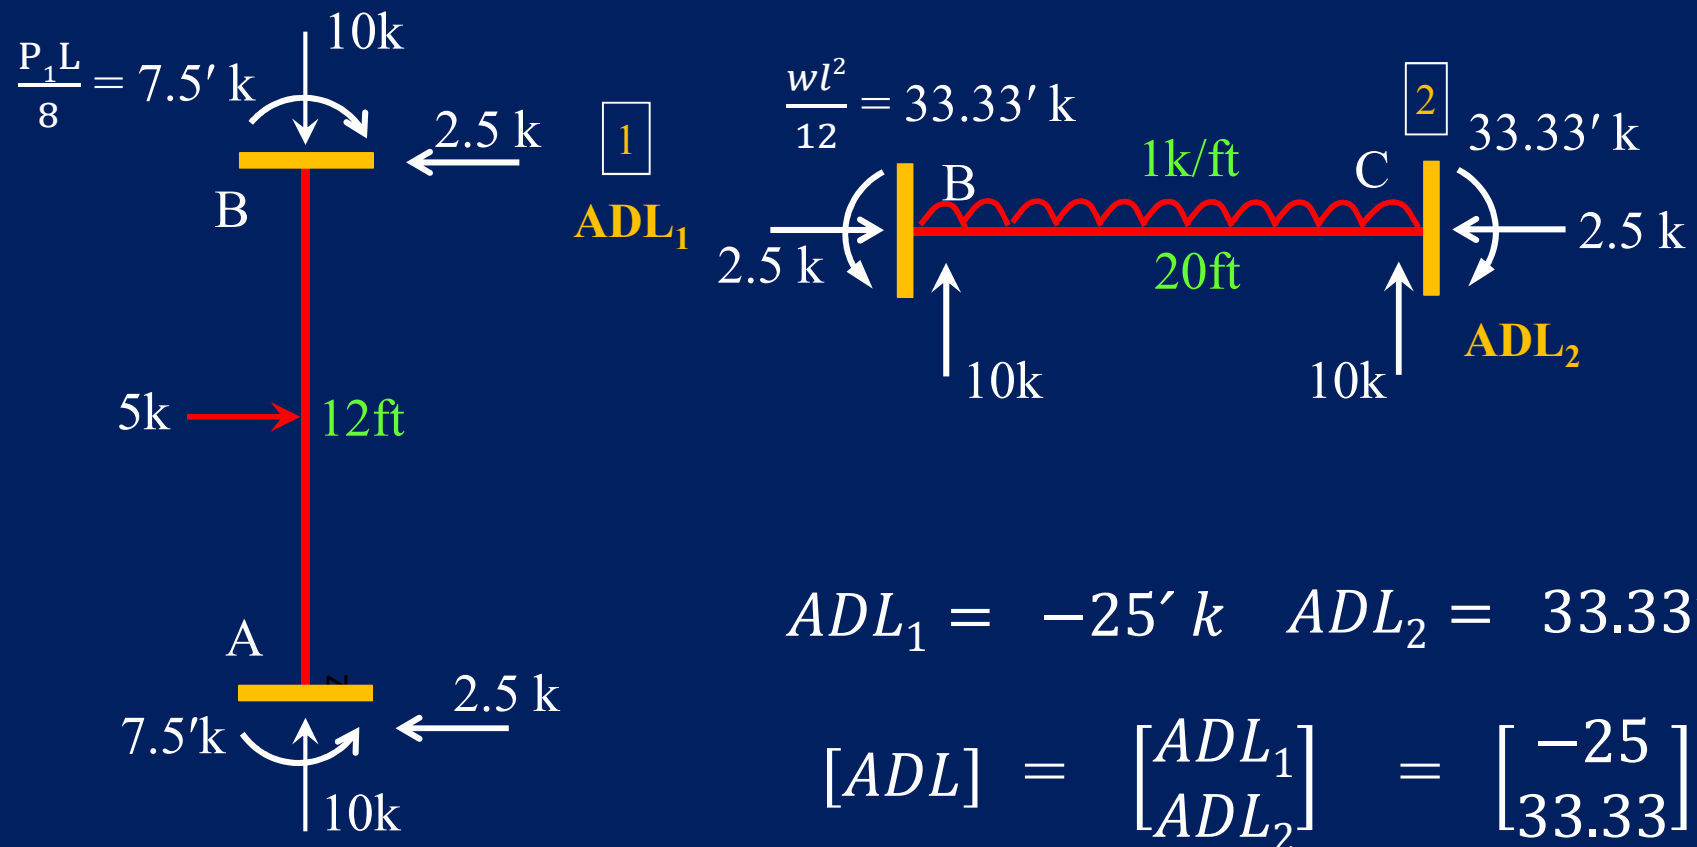 10k
P₁L/8 = 7.5′ k
2.5 k
1
B
ADL₁
5k
12ft
A
7.5'k
2.5 k
10k
wl²/12 = 33.33′ k
2
33.33′ k
B
1k/ft
C
2.5 k
20ft
2.5 k
10k
10k
ADL₂
ADL₁ = −25′ k ADL₂ = 33.33
[ADL] = [ADL₁ ADL₂] = [−25 33.33]